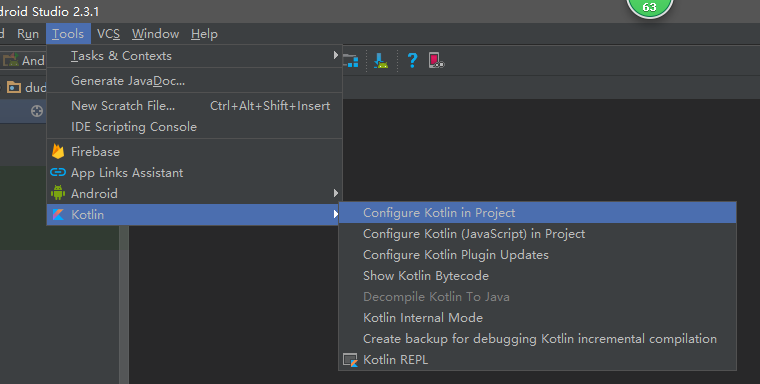 droid Studio 2.3.1
63
d Run Tools VCS Window Help
And
dud
Tasks & Contexts
Generate JavaDoc...
New Scratch File... Ctrl+Alt+Shift+Insert
IDE Scripting Console
Firebase
App Links Assistant
Android
Kotlin
Configure Kotlin in Project
Configure Kotlin (JavaScript) in Project
Configure Kotlin Plugin Updates
Show Kotlin Bytecode
Decompile Kotlin To Java
Kotlin Internal Mode
Create backup for debugging Kotlin incremental compilation
Kotlin REPL